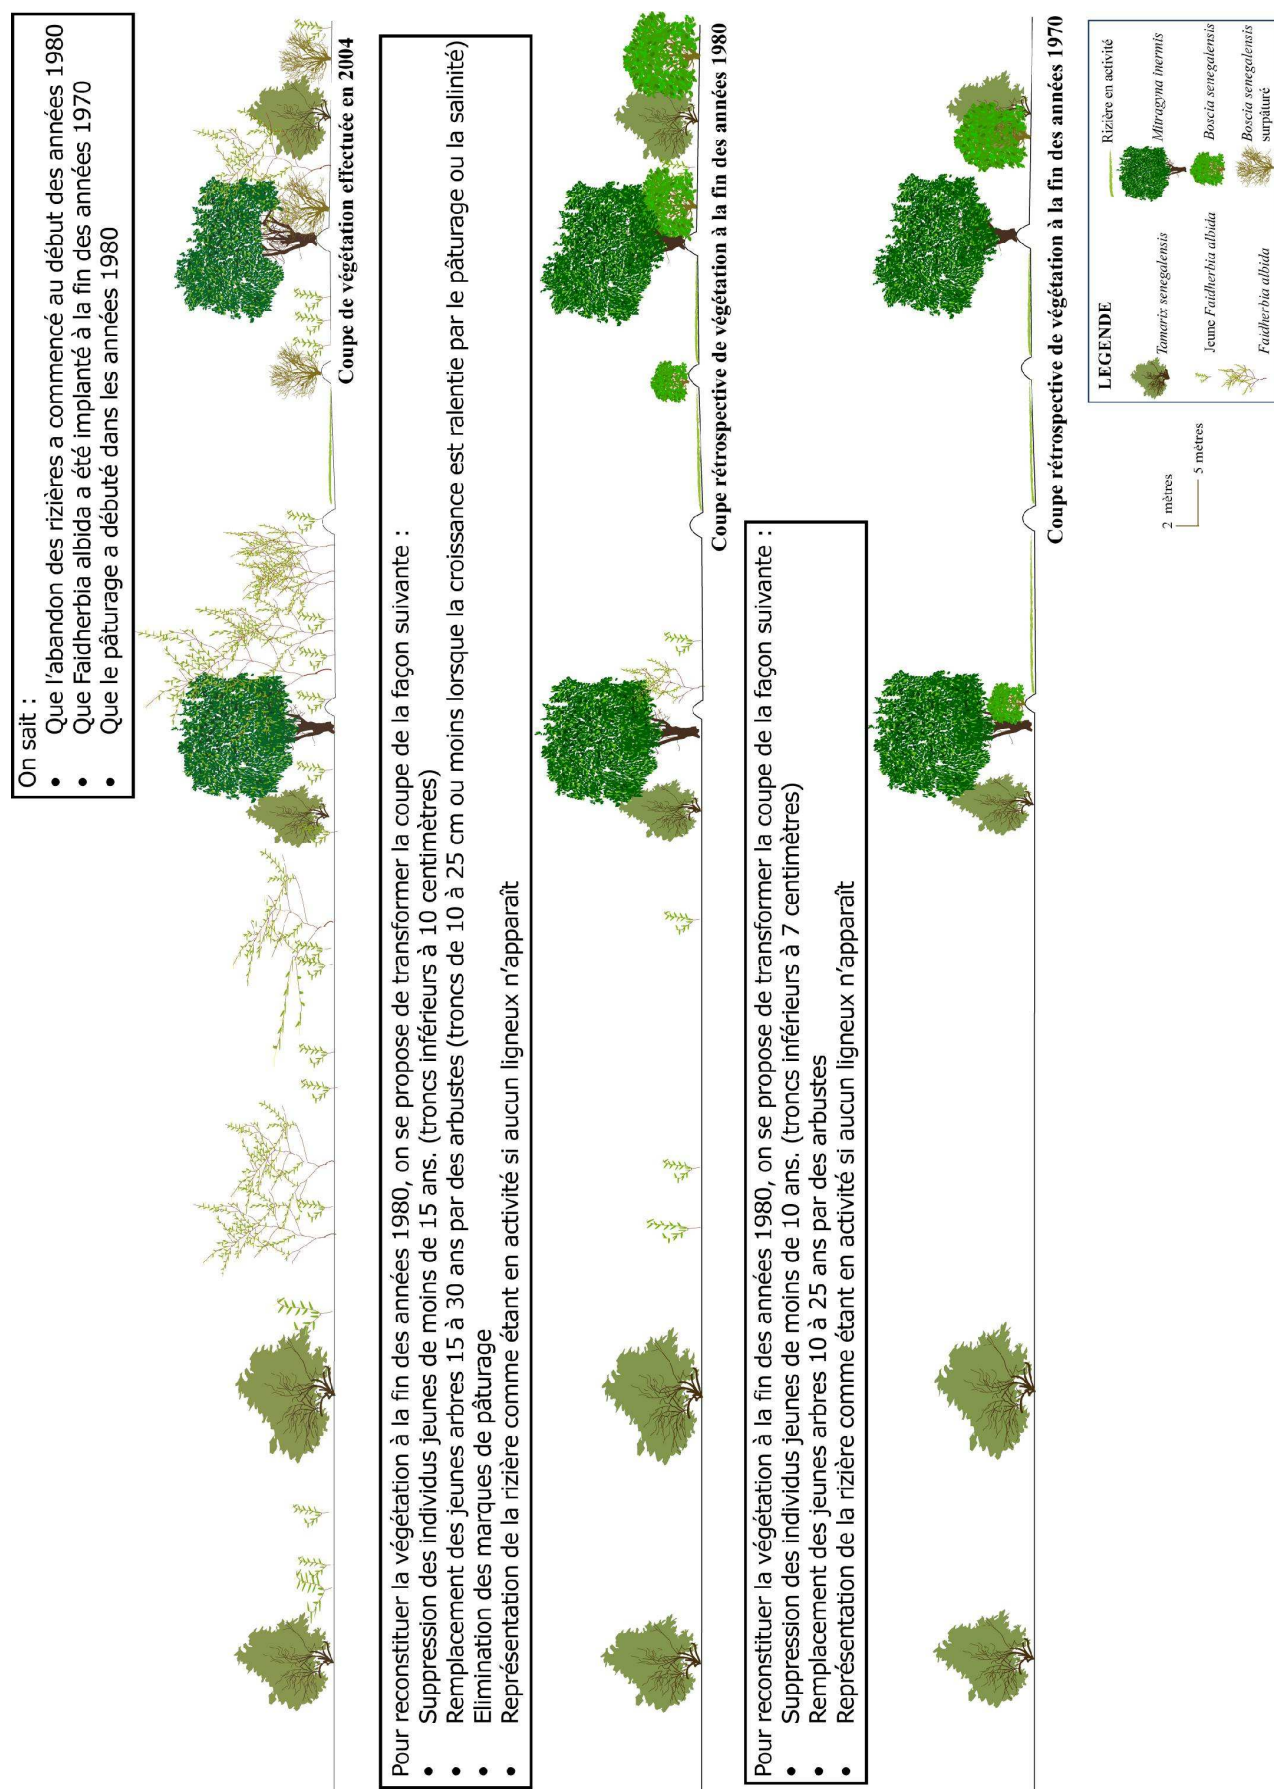 On sait :
• Que l'abandon des rizières a commencé au début des années 1980
• Que Faidherbia albida a été implanté à la fin des années 1970
• Que le pâturage a débuté dans les années 1980
Coupe de végétation effectuée en 2004
Pour reconstituer la végétation à la fin des années 1980, on se propose de transformer la coupe de la façon suivante :
• Suppression des individus jeunes de moins de 15 ans. (troncs inférieurs à 10 centimètres)
• Remplacement des jeunes arbres 15 à 30 ans par des arbustes (troncs de 10 à 25 cm ou moins lorsque la croissance est ralentie par le pâturage ou la salinité)
• Elimination des marques de pâturage
• Représentation de la rizière comme étant en activité si aucun ligneux n'apparaît
Coupe rétrospective de végétation à la fin des années 1980
Pour reconstituer la végétation à la fin des années 1980, on se propose de transformer la coupe de la façon suivante :
• Suppression des individus jeunes de moins de 10 ans. (troncs inférieurs à 7 centimètres)
• Remplacement des jeunes arbres 10 à 25 ans par des arbustes
• Représentation de la rizière comme étant en activité si aucun ligneux n'apparaît
Coupe rétrospective de végétation à la fin des années 1970
2 mètres
5 mètres
LEGENDE
Tamarix senegalensis
Jeune Faidherbia albida
Faidherbia albida
Rizière en activité
Mitragyna inermis
Boscia senegalensis
Boscia senegalensis
surpâturé